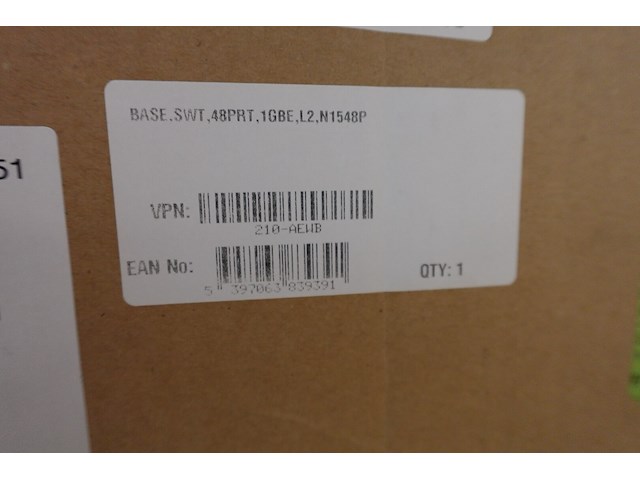 BASE,SWT,48PRT,1GBE,L2,N1548P
51
VPN:
210-AEWB
EAN No:
5 397063 839391
QTY: 1